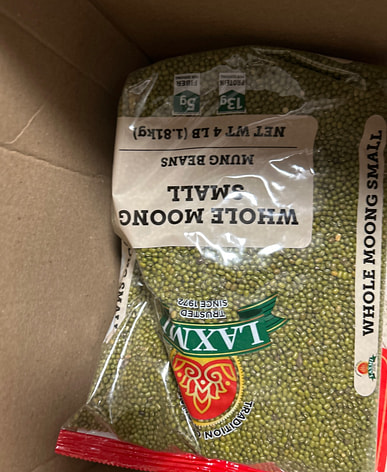 TRADITION
LAXMI
TRUSTED
SINCE 1972
WHOLE MOONG
SMALL
MUNG BEANS
NET WT 4 LB (1.81kg)
13g
PROTEIN
5g
FIBER
WHOLE MOONG SMALL
SMALL